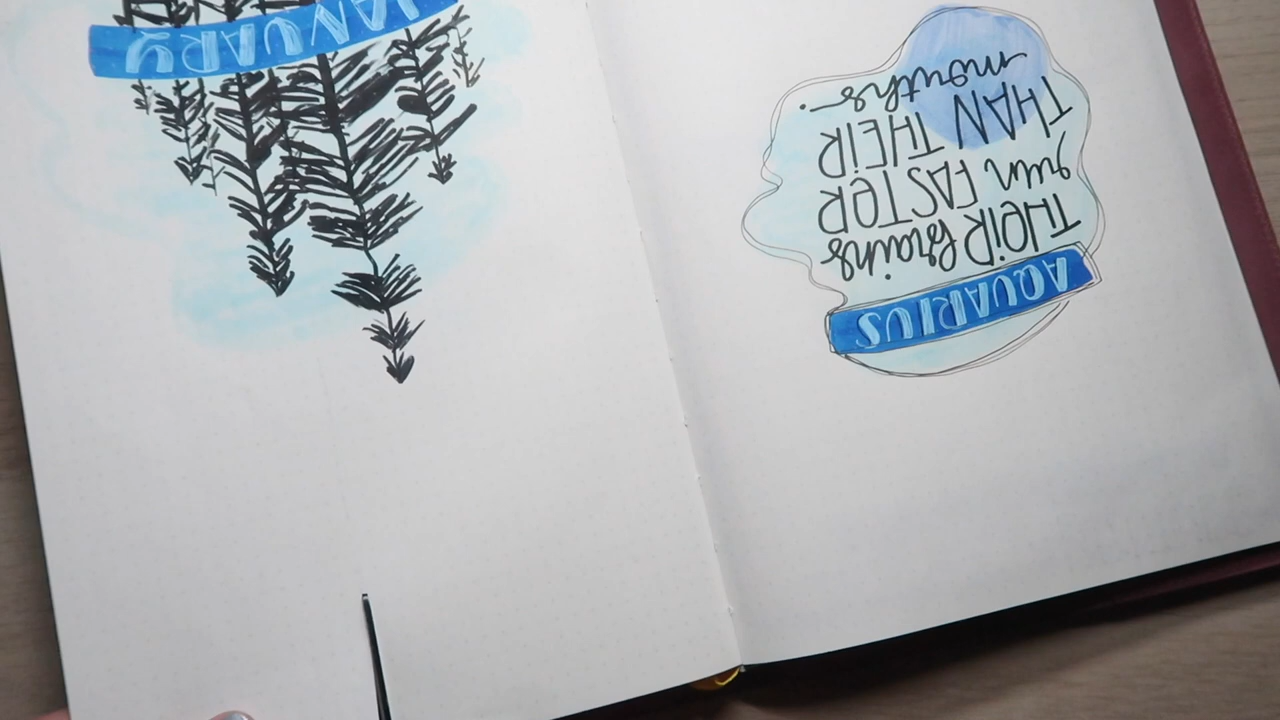 AQUARIUS
THEIR brains
run FASTER
THAN THEIR
mouths.
JANUARY